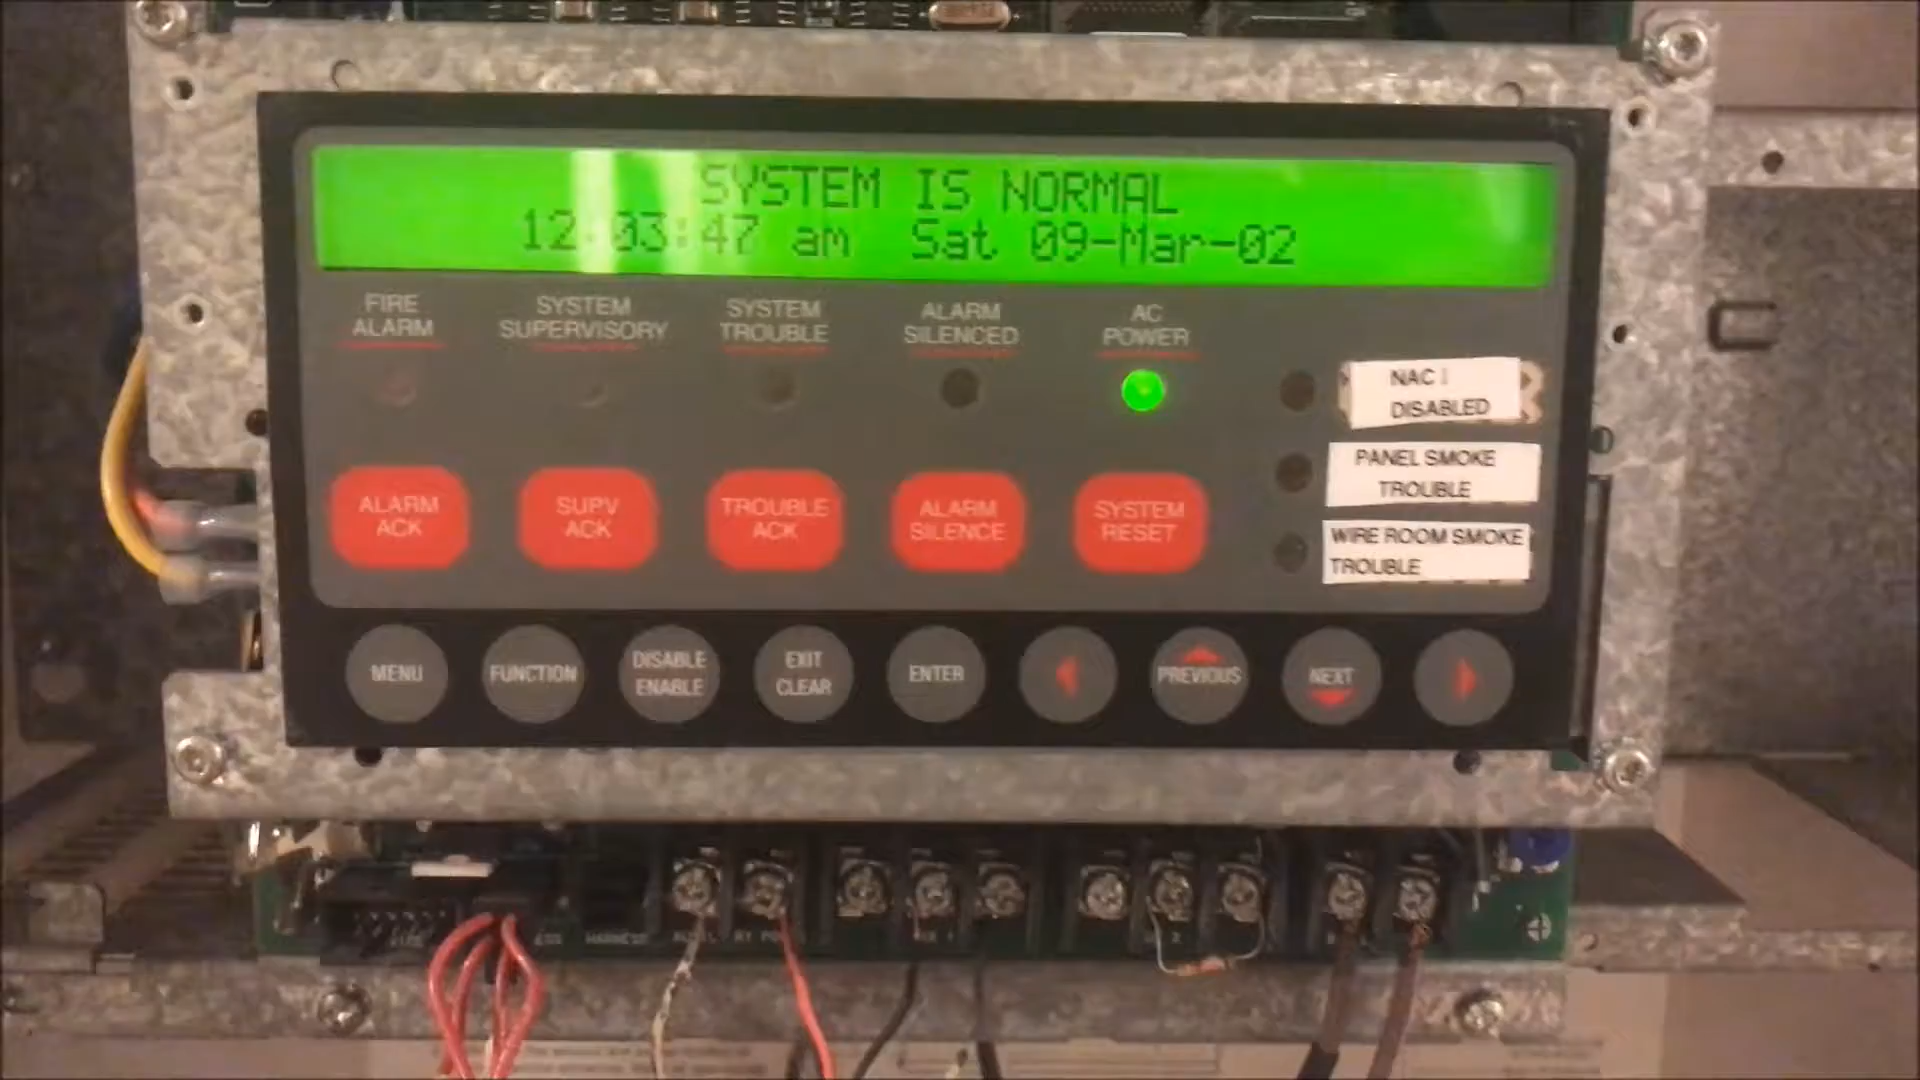 SYSTEM IS NORMAL
12:03:47 am Sat 09-Mar-02
FIRE
ALARM
SYSTEM
SUPERVISORY
SYSTEM
TROUBLE
ALARM
SILENCED
AC
POWER
NAC 1
DISABLED
PANEL SMOKE
TROUBLE
WIRE ROOM SMOKE
TROUBLE
ALARM
ACK
SUPV
ACK
TROUBLE
ACK
ALARM
SILENCE
SYSTEM
RESET
MENU
FUNCTION
DISABLE
ENABLE
EXIT
CLEAR
ENTER
PREVIOUS
NEXT
HARNESS